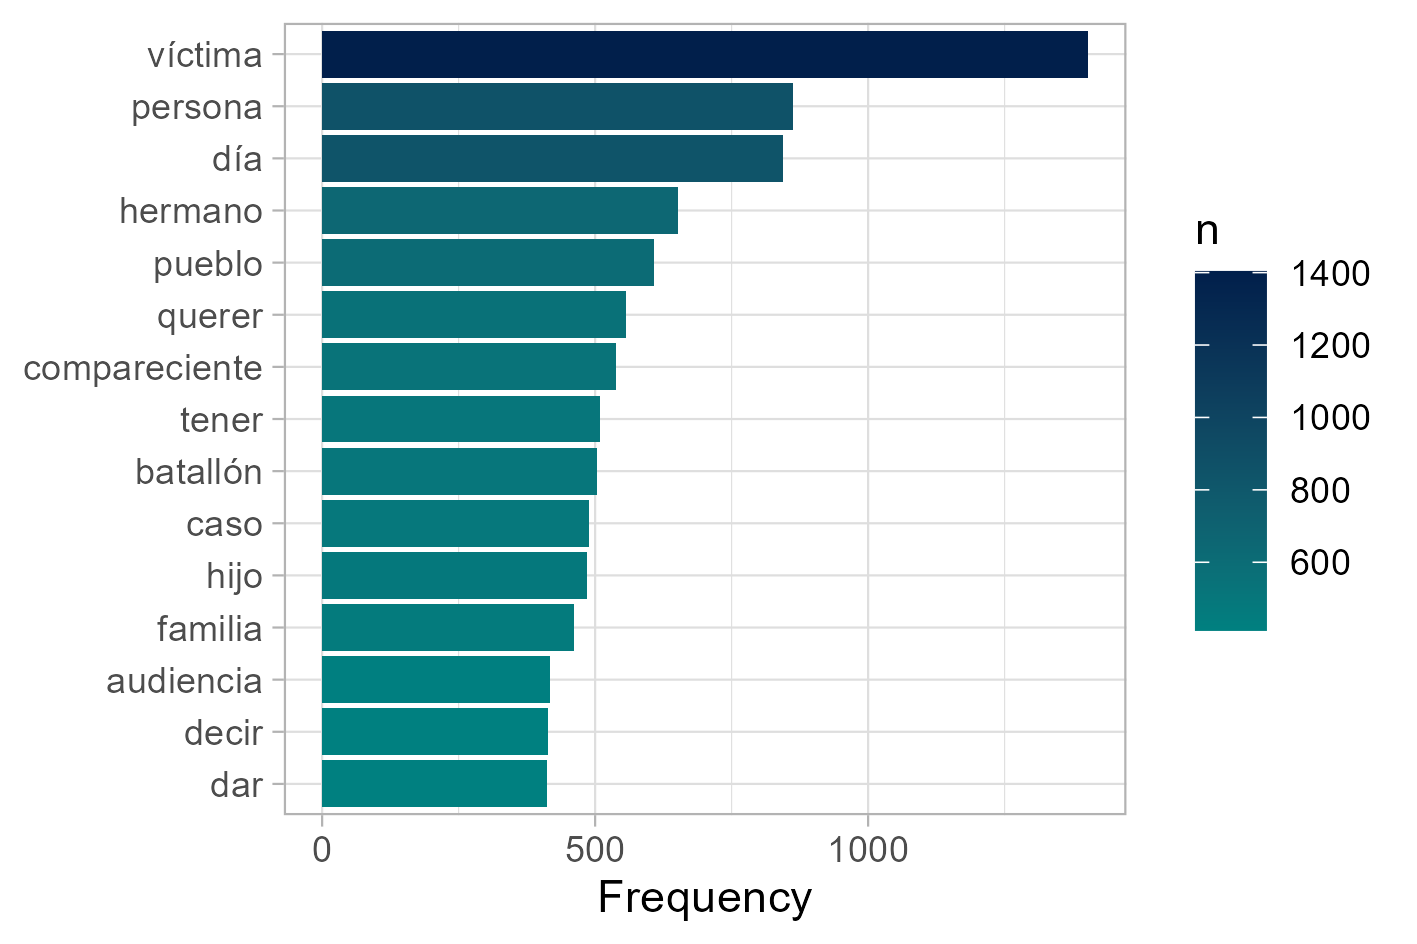 víctima
persona
día
hermano
pueblo
querer
compareciente
tener
batallón
caso
hijo
familia
audiencia
decir
dar
0 500 1000
Frequency
n
1400
1200
1000
800
600